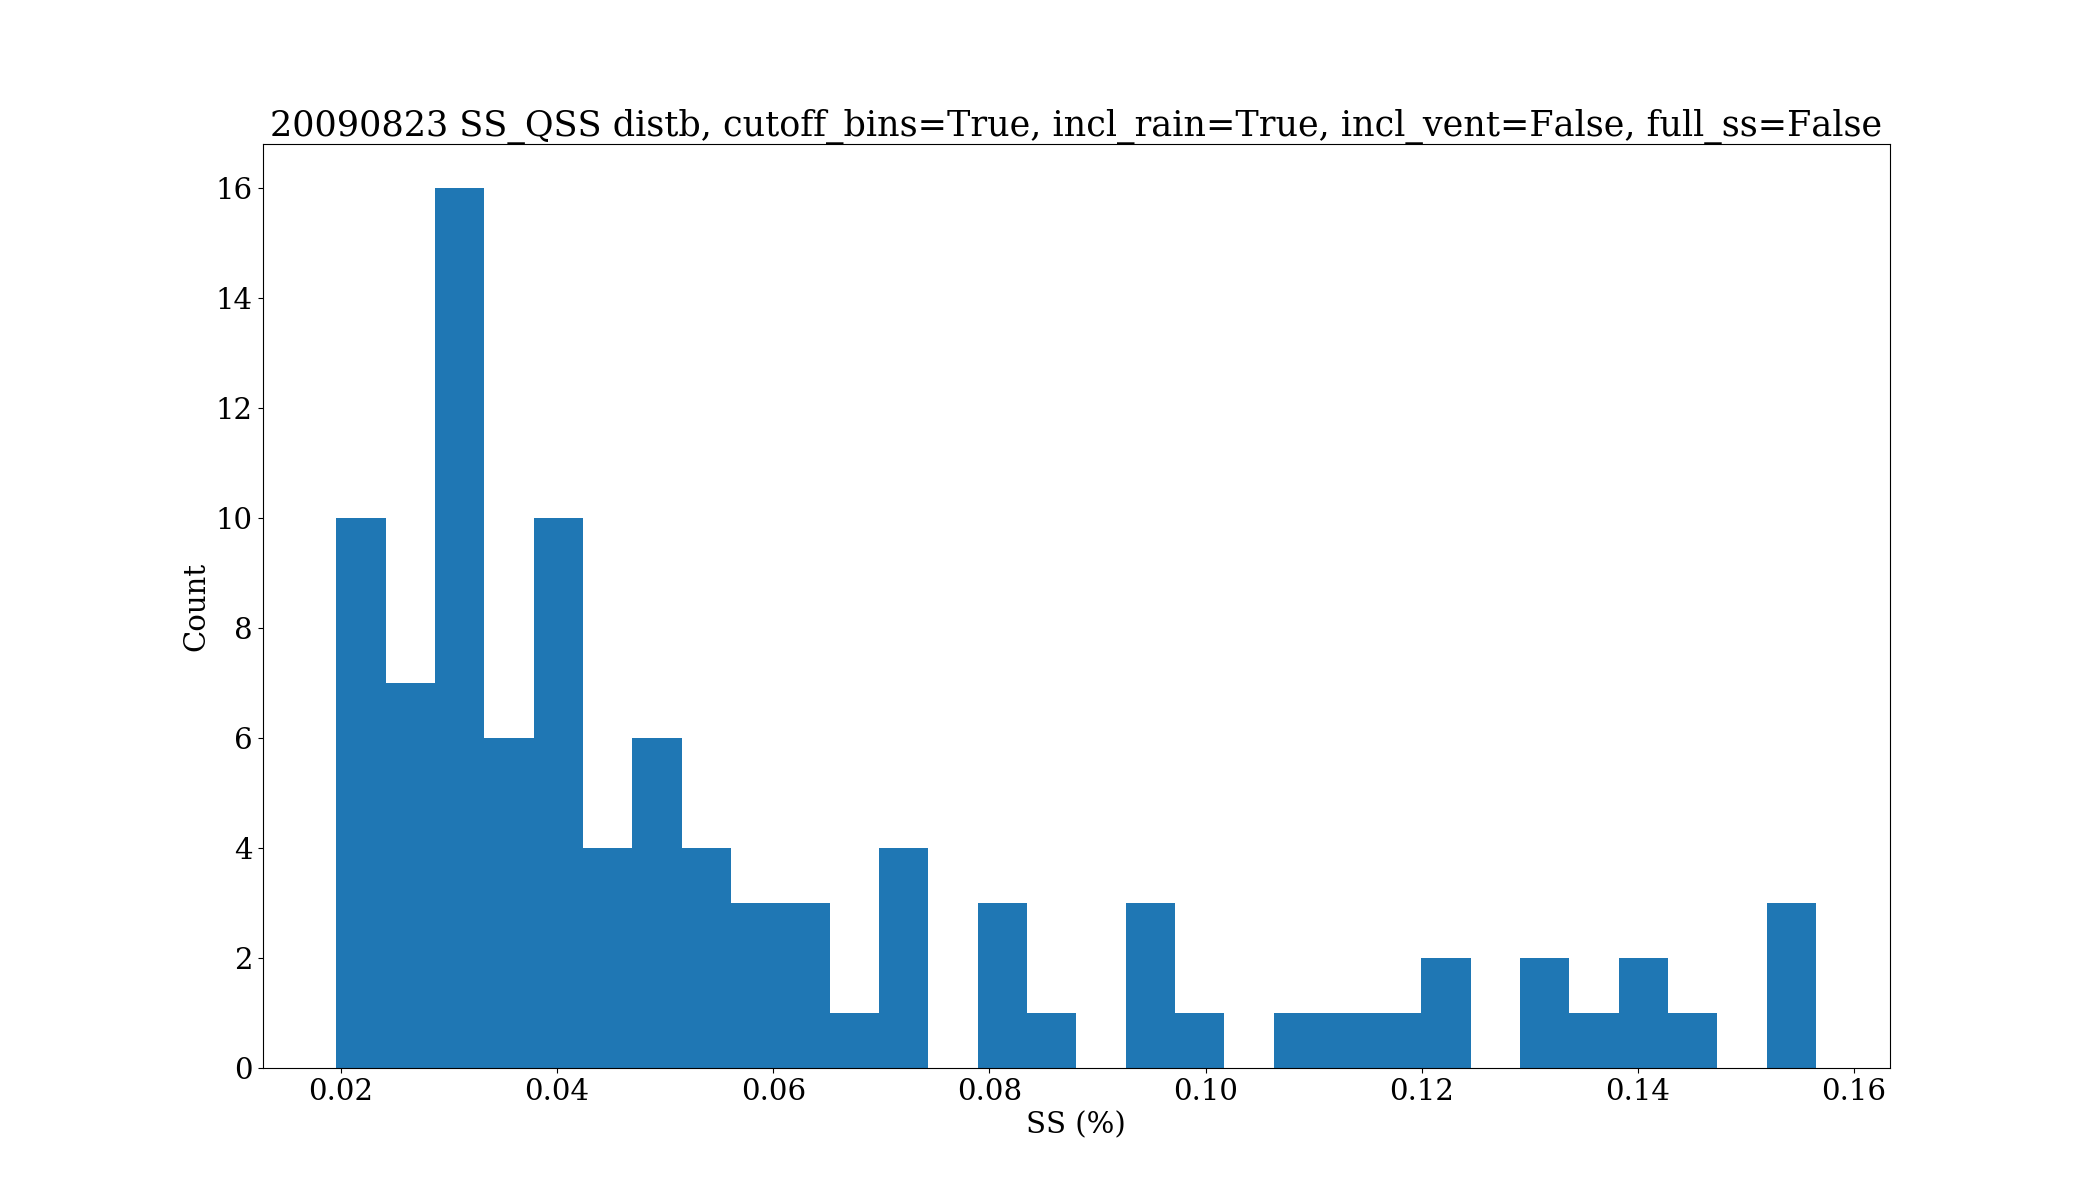 20090823 SS_QSS distb, cutoff_bins=True, incl_rain=True, incl_vent=False, full_ss=False
16
14
12
10
8
6
4
2
0
Count
0.02 0.04 0.06 0.08 0.10 0.12 0.14 0.16
SS (%)